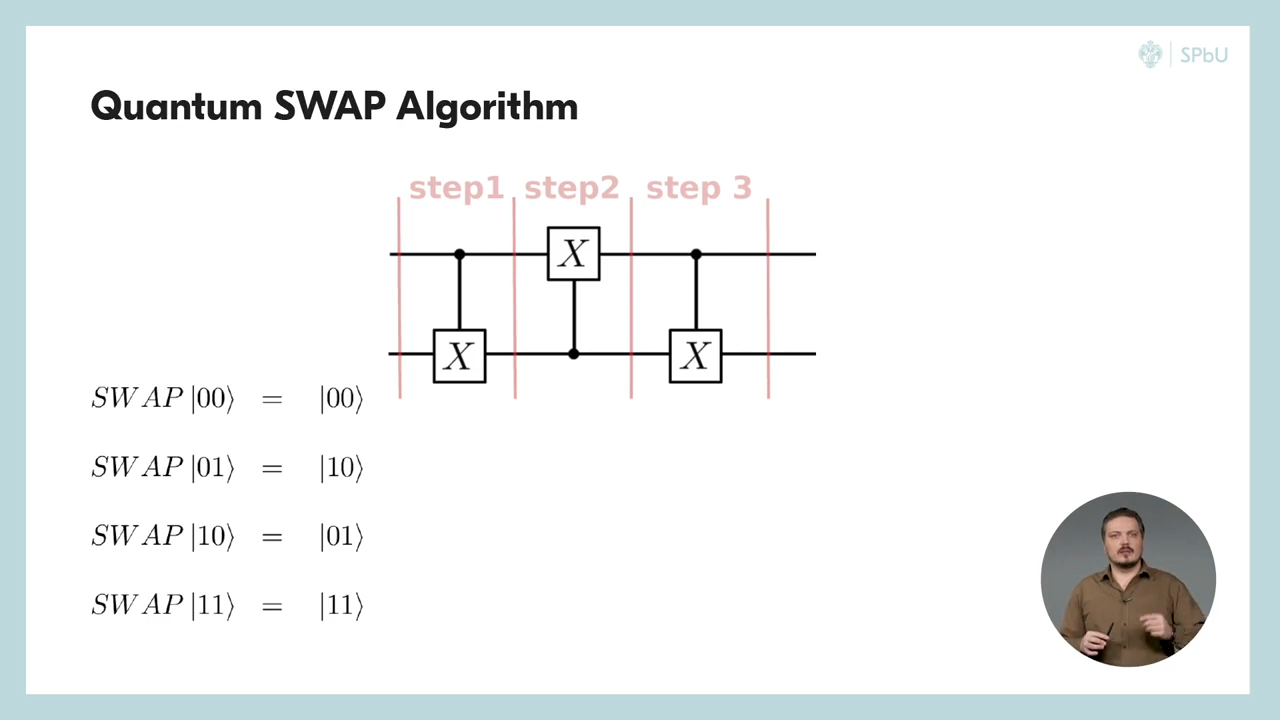 SPbU
Quantum SWAP Algorithm
step1 step2 step 3
X
X X
SWAP |00⟩ = |00⟩
SWAP |01⟩ = |10⟩
SWAP |10⟩ = |01⟩
SWAP |11⟩ = |11⟩